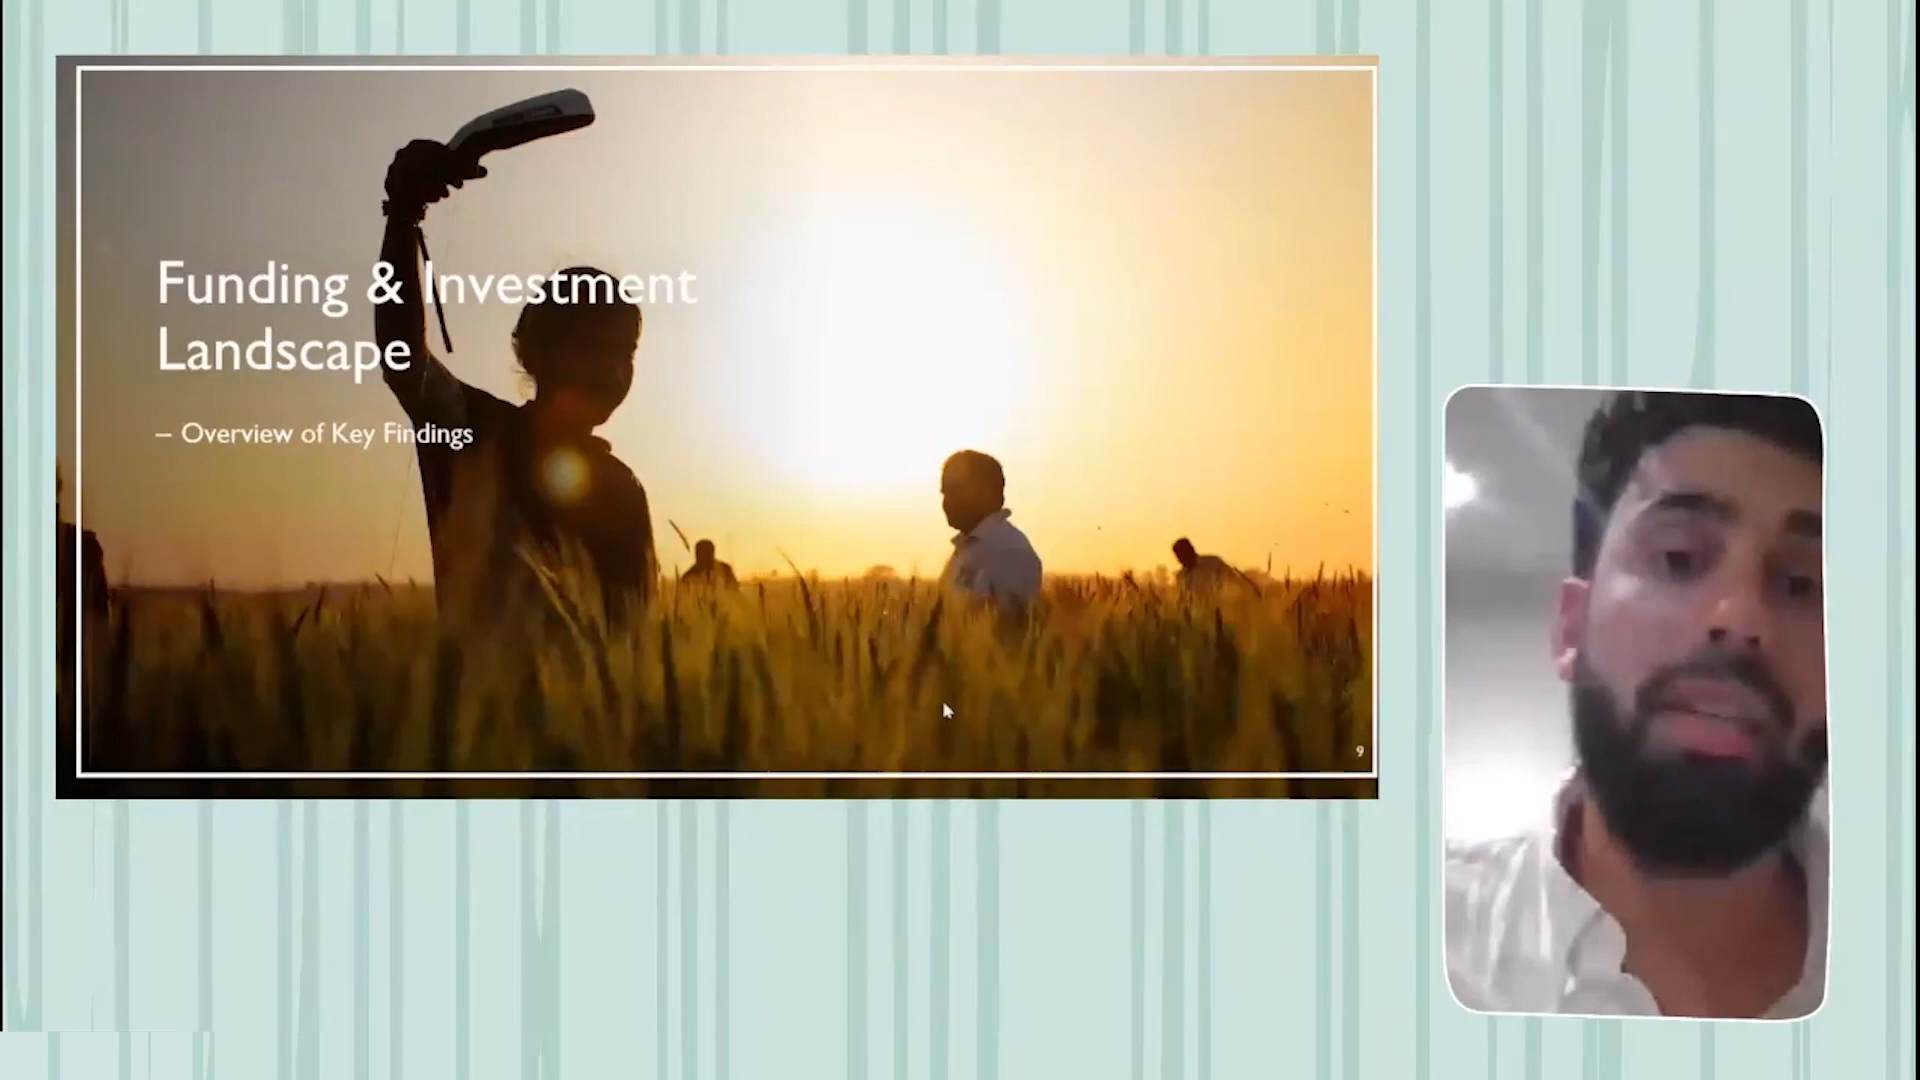 Funding & Investment
Landscape
– Overview of Key Findings
9